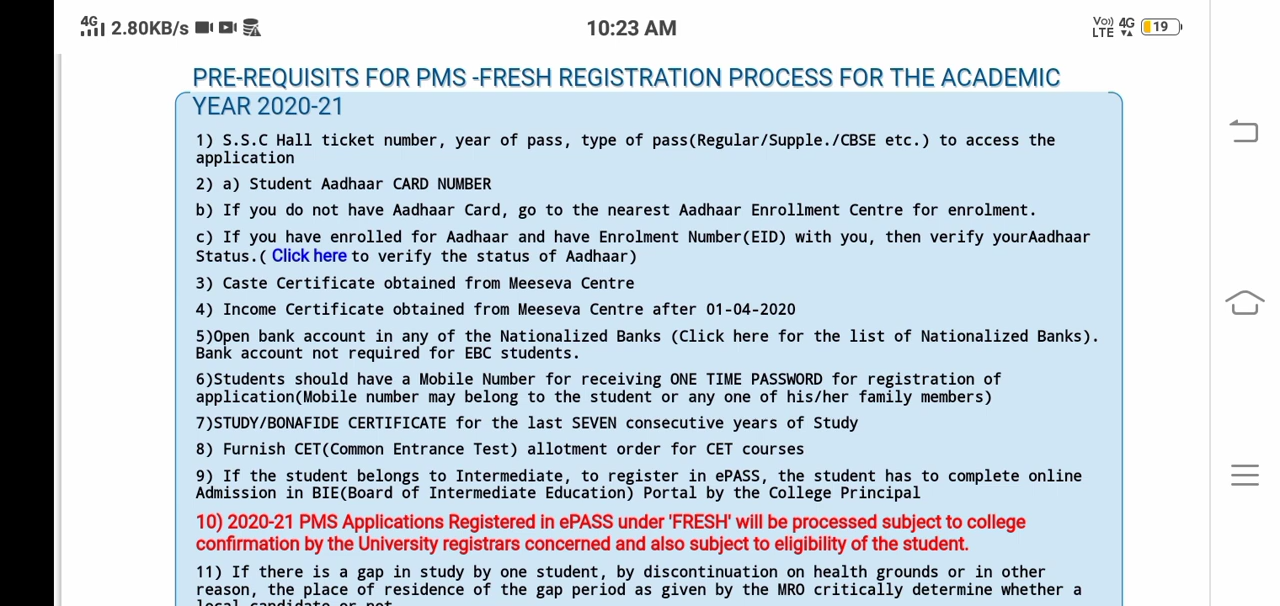 4G 2.80KB/s 10:23 AM Vo) LTE 4G 19
PRE-REQUISITS FOR PMS -FRESH REGISTRATION PROCESS FOR THE ACADEMIC
YEAR 2020-21
1) S.S.C Hall ticket number, year of pass, type of pass(Regular/Supple./CBSE etc.) to access the
application
2) a) Student Aadhaar CARD NUMBER
b) If you do not have Aadhaar Card, go to the nearest Aadhaar Enrollment Centre for enrolment.
c) If you have enrolled for Aadhaar and have Enrolment Number(EID) with you, then verify yourAadhaar
Status.( Click here to verify the status of Aadhaar)
3) Caste Certificate obtained from Meeseva Centre
4) Income Certificate obtained from Meeseva Centre after 01-04-2020
5)Open bank account in any of the Nationalized Banks (Click here for the list of Nationalized Banks).
Bank account not required for EBC students.
6)Students should have a Mobile Number for receiving ONE TIME PASSWORD for registration of
application(Mobile number may belong to the student or any one of his/her family members)
7)STUDY/BONAFIDE CERTIFICATE for the last SEVEN consecutive years of Study
8) Furnish CET(Common Entrance Test) allotment order for CET courses
9) If the student belongs to Intermediate, to register in ePASS, the student has to complete online
Admission in BIE(Board of Intermediate Education) Portal by the College Principal
10) 2020-21 PMS Applications Registered in ePASS under 'FRESH' will be processed subject to college
confirmation by the University registrars concerned and also subject to eligibility of the student.
11) If there is a gap in study by one student, by discontinuation on health grounds or in other
reason, the place of residence of the gap period as given by the MRO critically determine whether a
local candidate or not